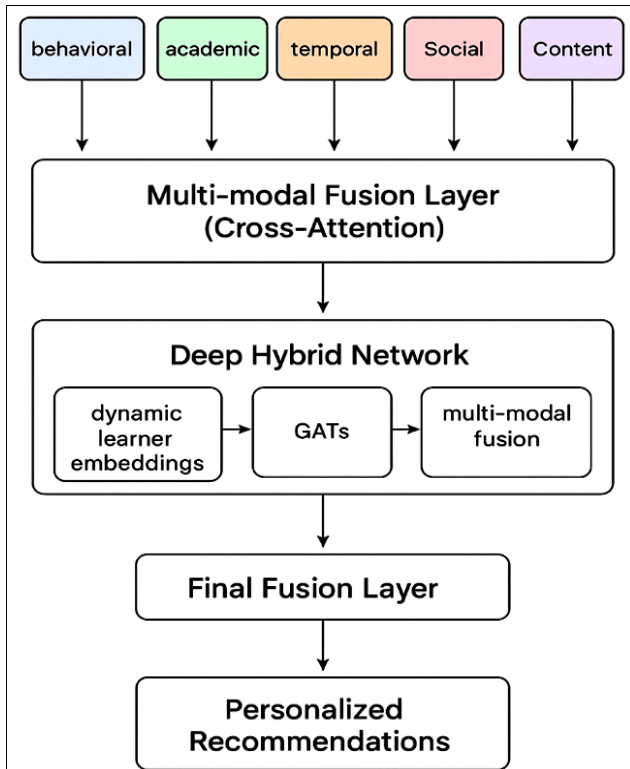 behavioral
academic
temporal
Social
Content
Multi-modal Fusion Layer
(Cross-Attention)
Deep Hybrid Network
dynamic
learner
embeddings
GATs
multi-modal
fusion
Final Fusion Layer
Personalized
Recommendations